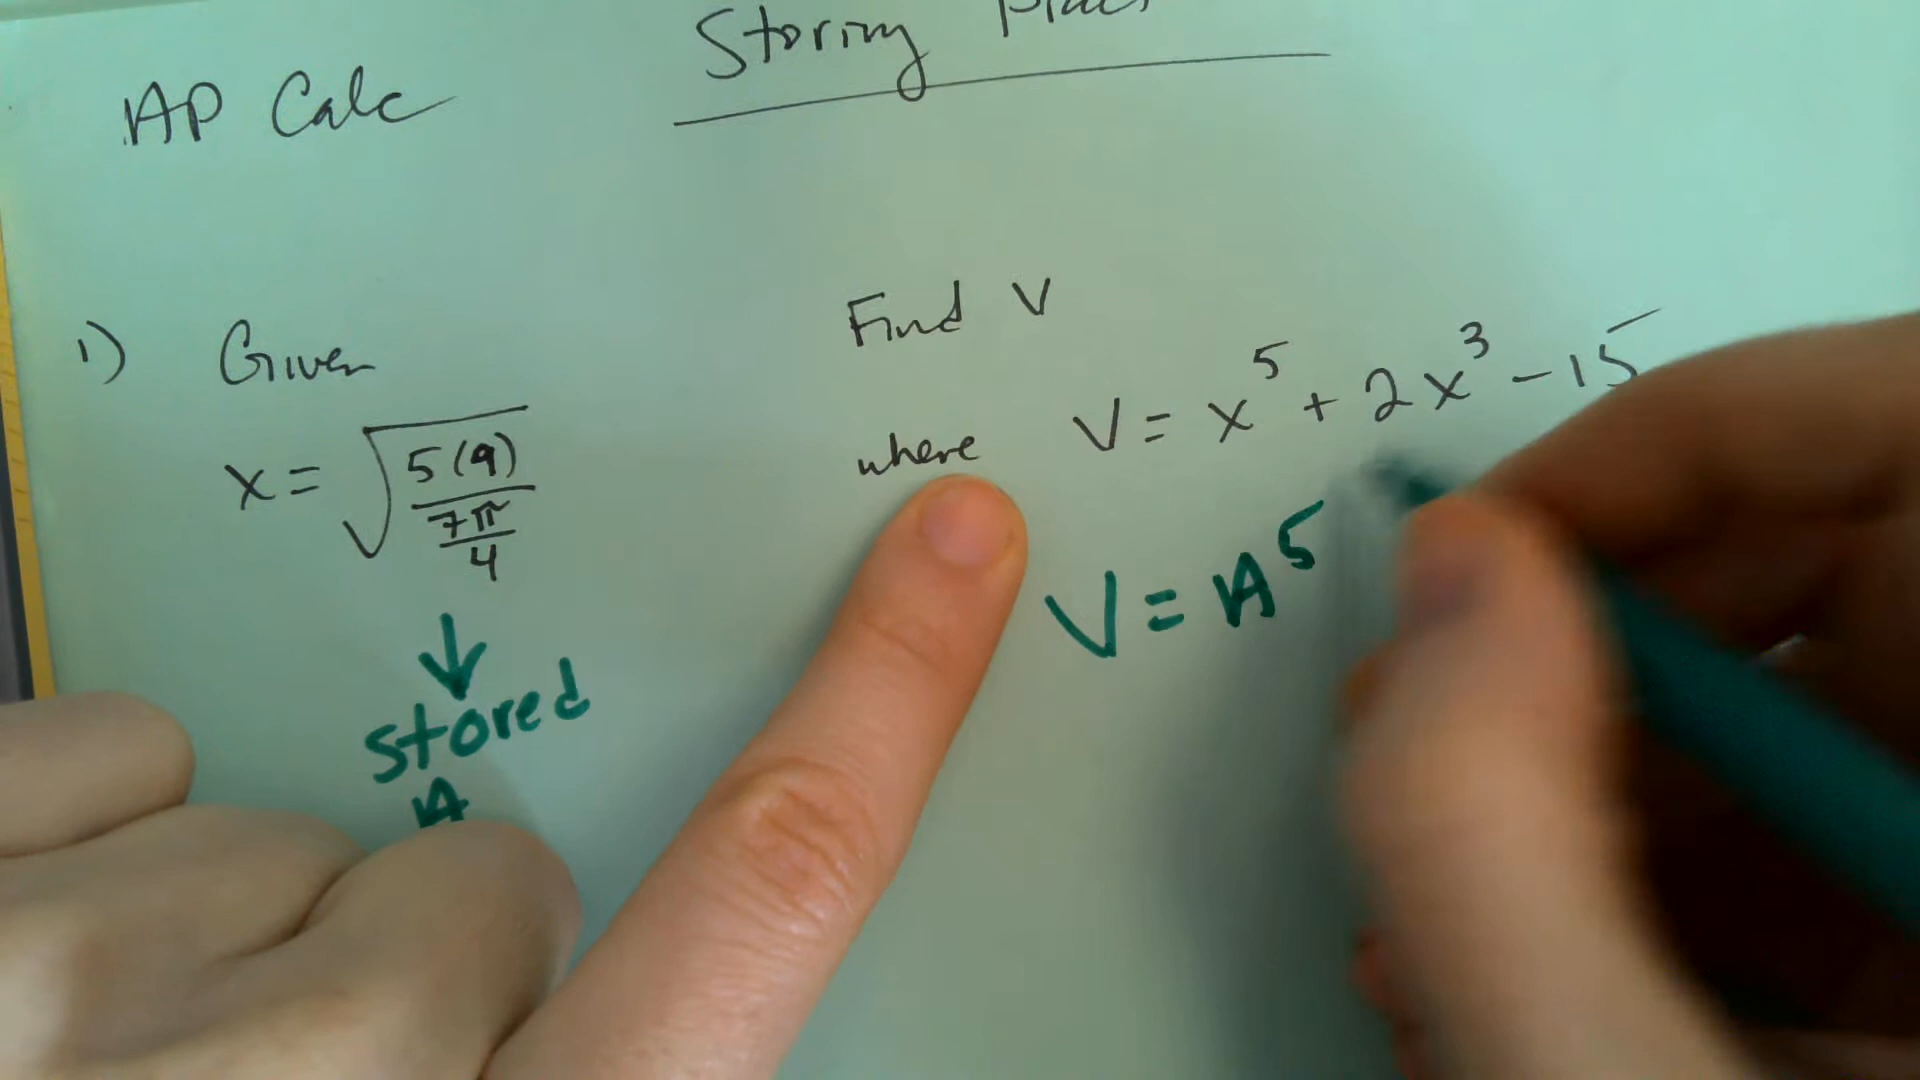 AP Calc
Storing
1) Given
x = √(5(9)/(7π/4))
↓
stored
A
Find V
where V = x⁵ + 2x³ - 15
V = A⁵